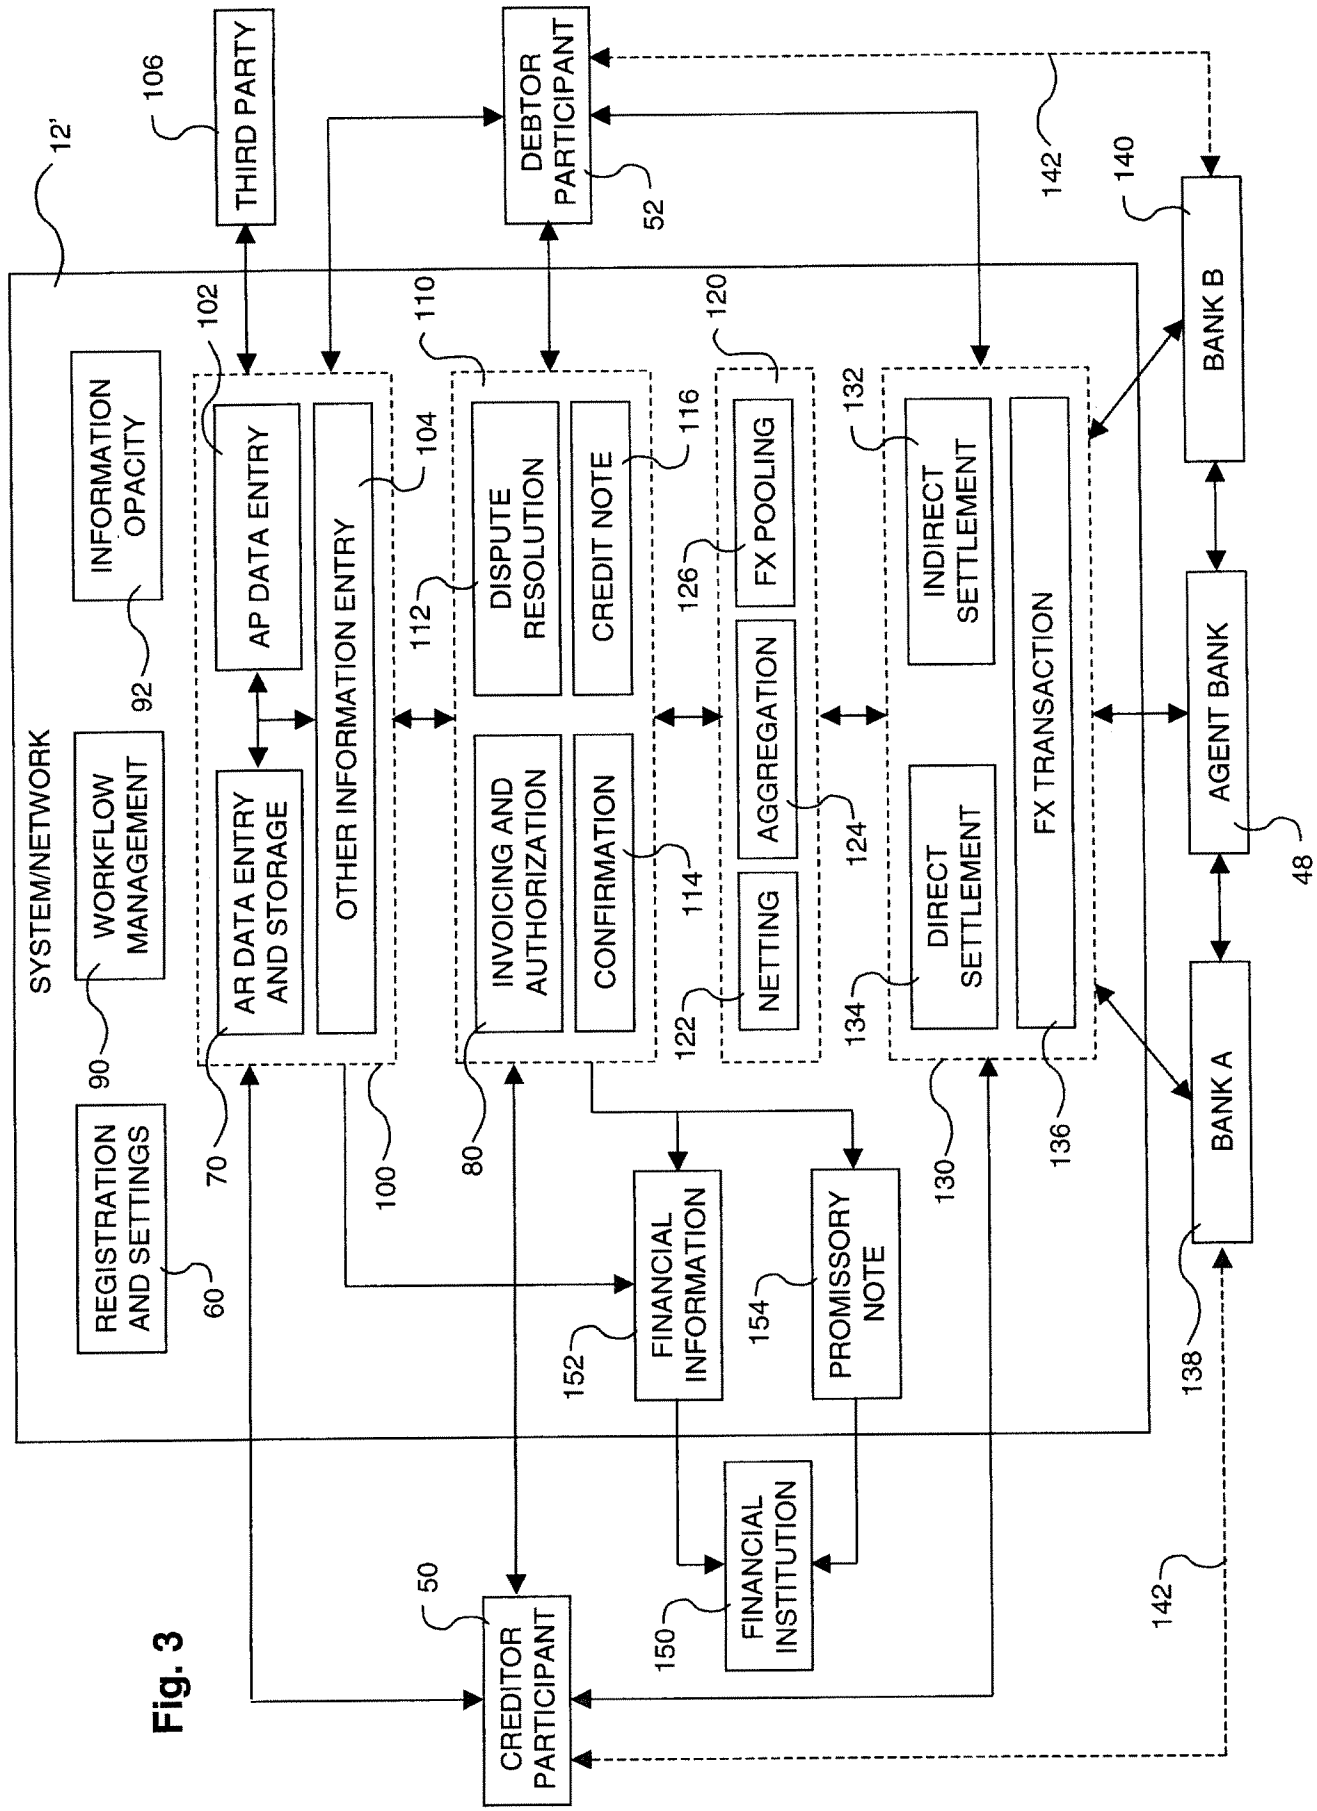 Fig. 3
SYSTEM/NETWORK
12'
REGISTRATION
AND SETTINGS
60
WORKFLOW
MANAGEMENT
90
INFORMATION
OPACITY
92
THIRD PARTY
106
70
AR DATA ENTRY
AND STORAGE
AP DATA ENTRY
102
OTHER INFORMATION ENTRY
104
100
110
CREDITOR
PARTICIPANT
50
DEBTOR
PARTICIPANT
52
80
INVOICING AND
AUTHORIZATION
112
DISPUTE
RESOLUTION
CONFIRMATION
114
CREDIT NOTE
116
120
122
NETTING
AGGREGATION
124
126
FX POOLING
152
FINANCIAL
INFORMATION
154
PROMISSORY
NOTE
150
FINANCIAL
INSTITUTION
130
134
DIRECT
SETTLEMENT
132
INDIRECT
SETTLEMENT
FX TRANSACTION
136
142
142
138
BANK A
AGENT BANK
48
BANK B
140